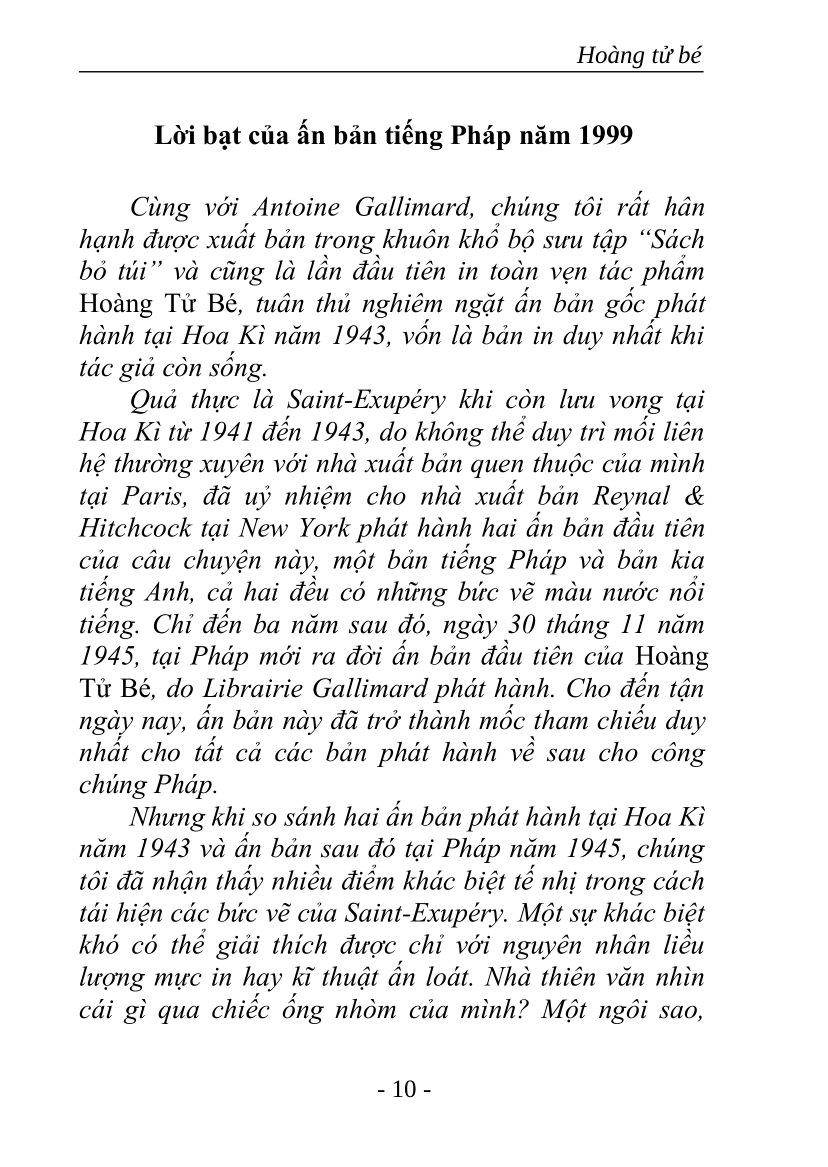 Hoàng tử bé
Lời bạt của ấn bản tiếng Pháp năm 1999
Cùng với Antoine Gallimard, chúng tôi rất hân
hạnh được xuất bản trong khuôn khổ bộ sưu tập “Sách
bỏ túi” và cũng là lần đầu tiên in toàn vẹn tác phẩm
Hoàng Tử Bé, tuân thủ nghiêm ngặt ấn bản gốc phát
hành tại Hoa Kì năm 1943, vốn là bản in duy nhất khi
tác giả còn sống.
Quả thực là Saint-Exupéry khi còn lưu vong tại
Hoa Kì từ 1941 đến 1943, do không thể duy trì mối liên
hệ thường xuyên với nhà xuất bản quen thuộc của mình
tại Paris, đã uỷ nhiệm cho nhà xuất bản Reynal &
Hitchcock tại New York phát hành hai ấn bản đầu tiên
của câu chuyện này, một bản tiếng Pháp và bản kia
tiếng Anh, cả hai đều có những bức vẽ màu nước nổi
tiếng. Chỉ đến ba năm sau đó, ngày 30 tháng 11 năm
1945, tại Pháp mới ra đời ấn bản đầu tiên của Hoàng
Tử Bé, do Librairie Gallimard phát hành. Cho đến tận
ngày nay, ấn bản này đã trở thành mốc tham chiếu duy
nhất cho tất cả các bản phát hành về sau cho công
chúng Pháp.
Nhưng khi so sánh hai ấn bản phát hành tại Hoa Kì
năm 1943 và ấn bản sau đó tại Pháp năm 1945, chúng
tôi đã nhận thấy nhiều điểm khác biệt tế nhị trong cách
tái hiện các bức vẽ của Saint-Exupéry. Một sự khác biệt
khó có thể giải thích được chỉ với nguyên nhân liều
lượng mực in hay kĩ thuật ấn loát. Nhà thiên văn nhìn
cái gì qua chiếc ống nhòm của mình? Một ngôi sao,
- 10 -